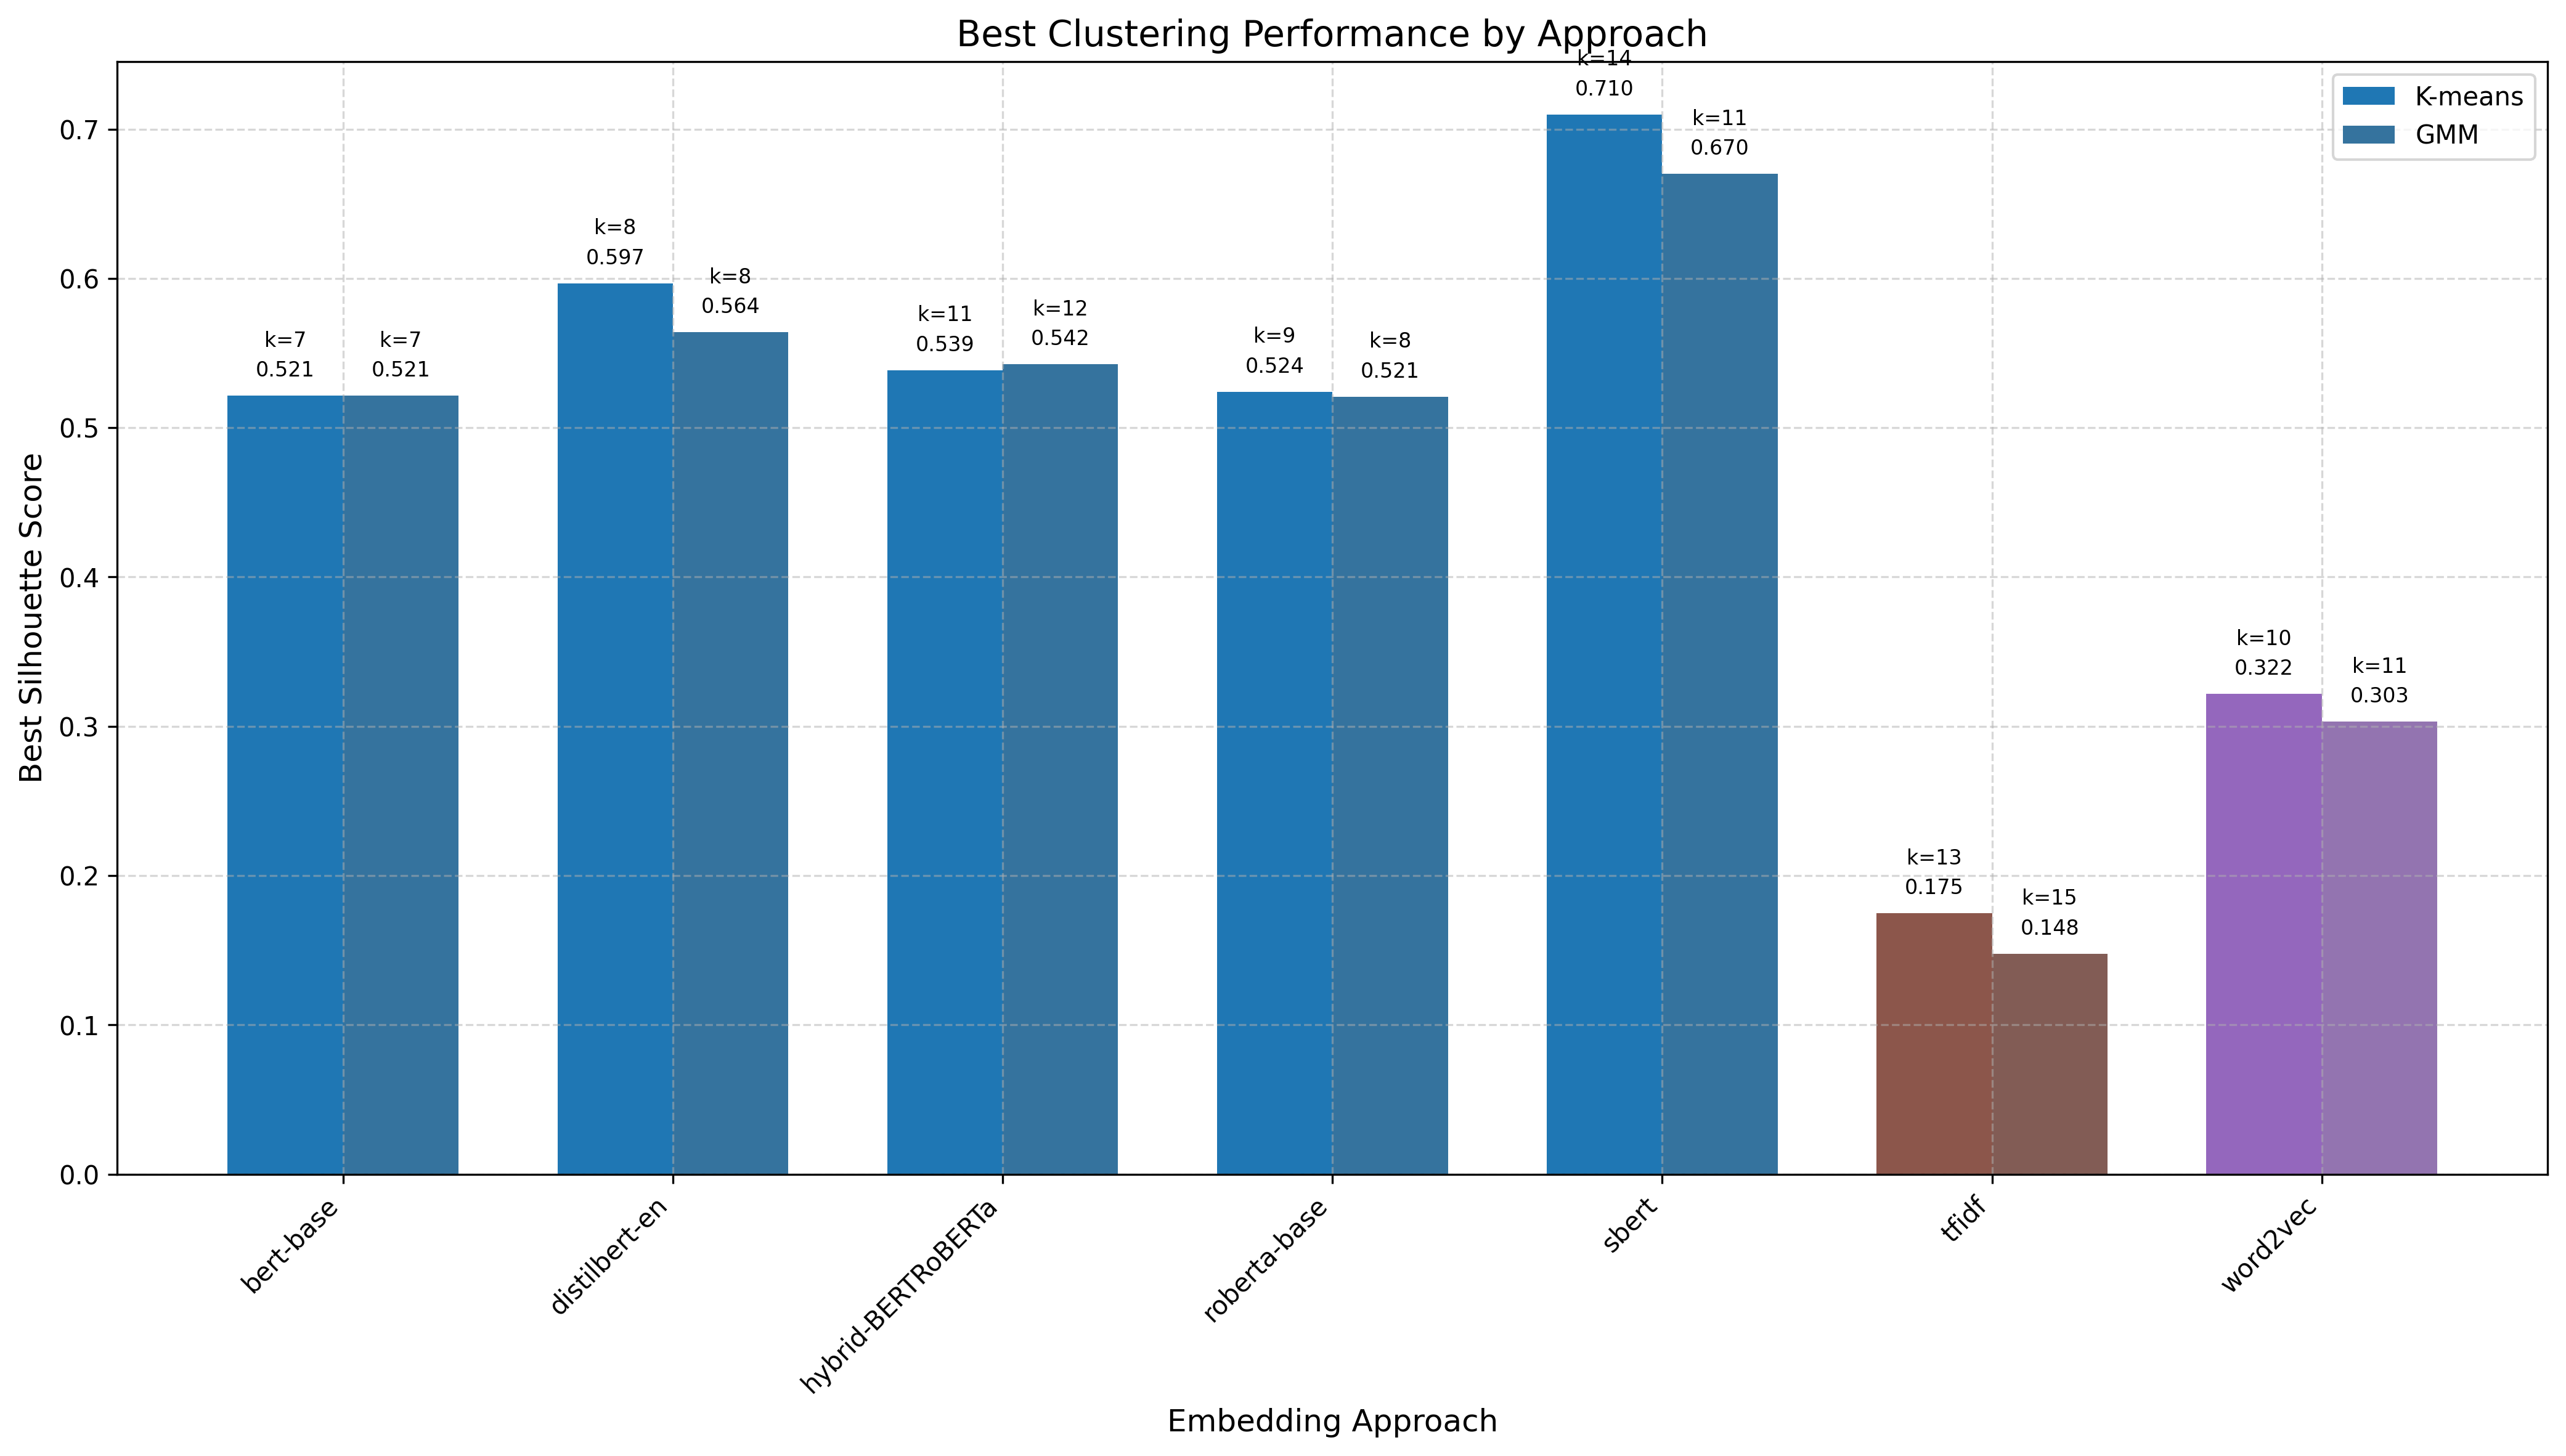 Best Clustering Performance by Approach
K-means
GMM
Best Silhouette Score
0.7
0.6
0.5
0.4
0.3
0.2
0.1
0.0
k=7
0.521
k=7
0.521
k=8
0.597
k=8
0.564
k=11
0.539
k=12
0.542
k=9
0.524
k=8
0.521
k=14
0.710
k=11
0.670
k=13
0.175
k=15
0.148
k=10
0.322
k=11
0.303
bert-base
distilbert-en
hybrid-BERTRoBERTa
roberta-base
sbert
tfidf
word2vec
Embedding Approach